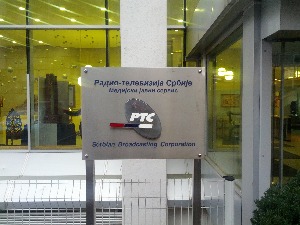 Радио-телевизија Србије
Медијски јавни сервис
РТС
Serbian Broadcasting Corporation